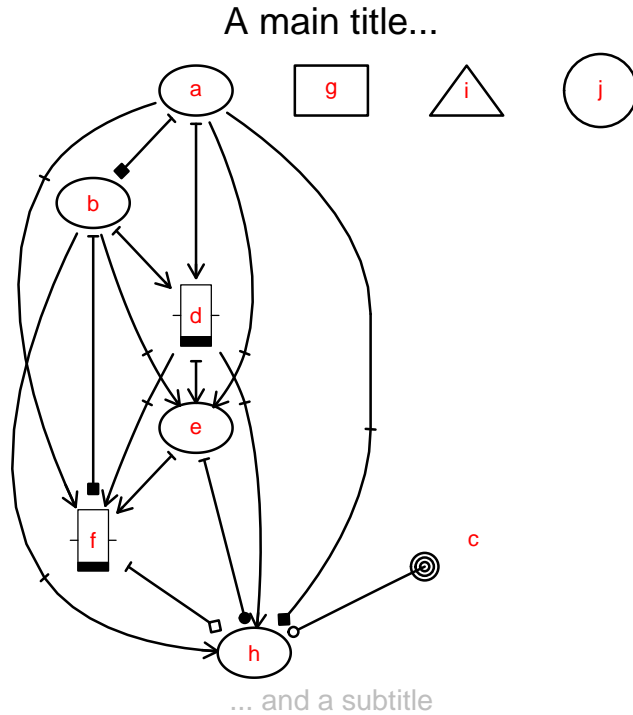 A main title...
a g i j
b
d
e
f c
h
... and a subtitle